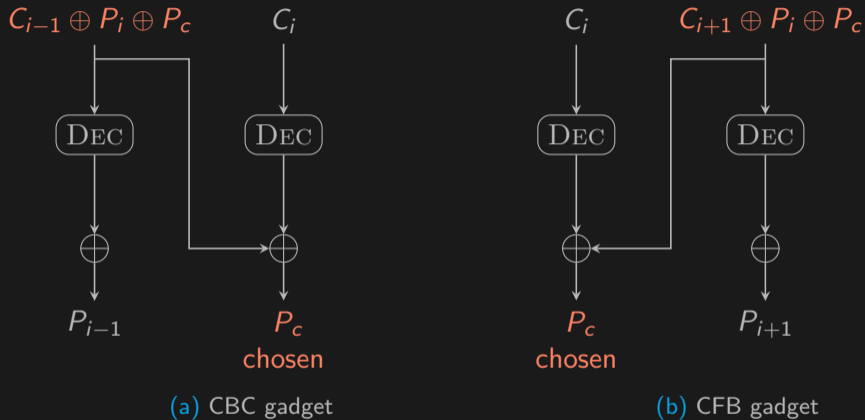 C_{i−1} ⊕ P_i ⊕ P_c
C_i
DEC
DEC
P_{i−1}
P_c
chosen
(a) CBC gadget
C_i
C_{i+1} ⊕ P_i ⊕ P_c
DEC
DEC
P_c
chosen
P_{i+1}
(b) CFB gadget